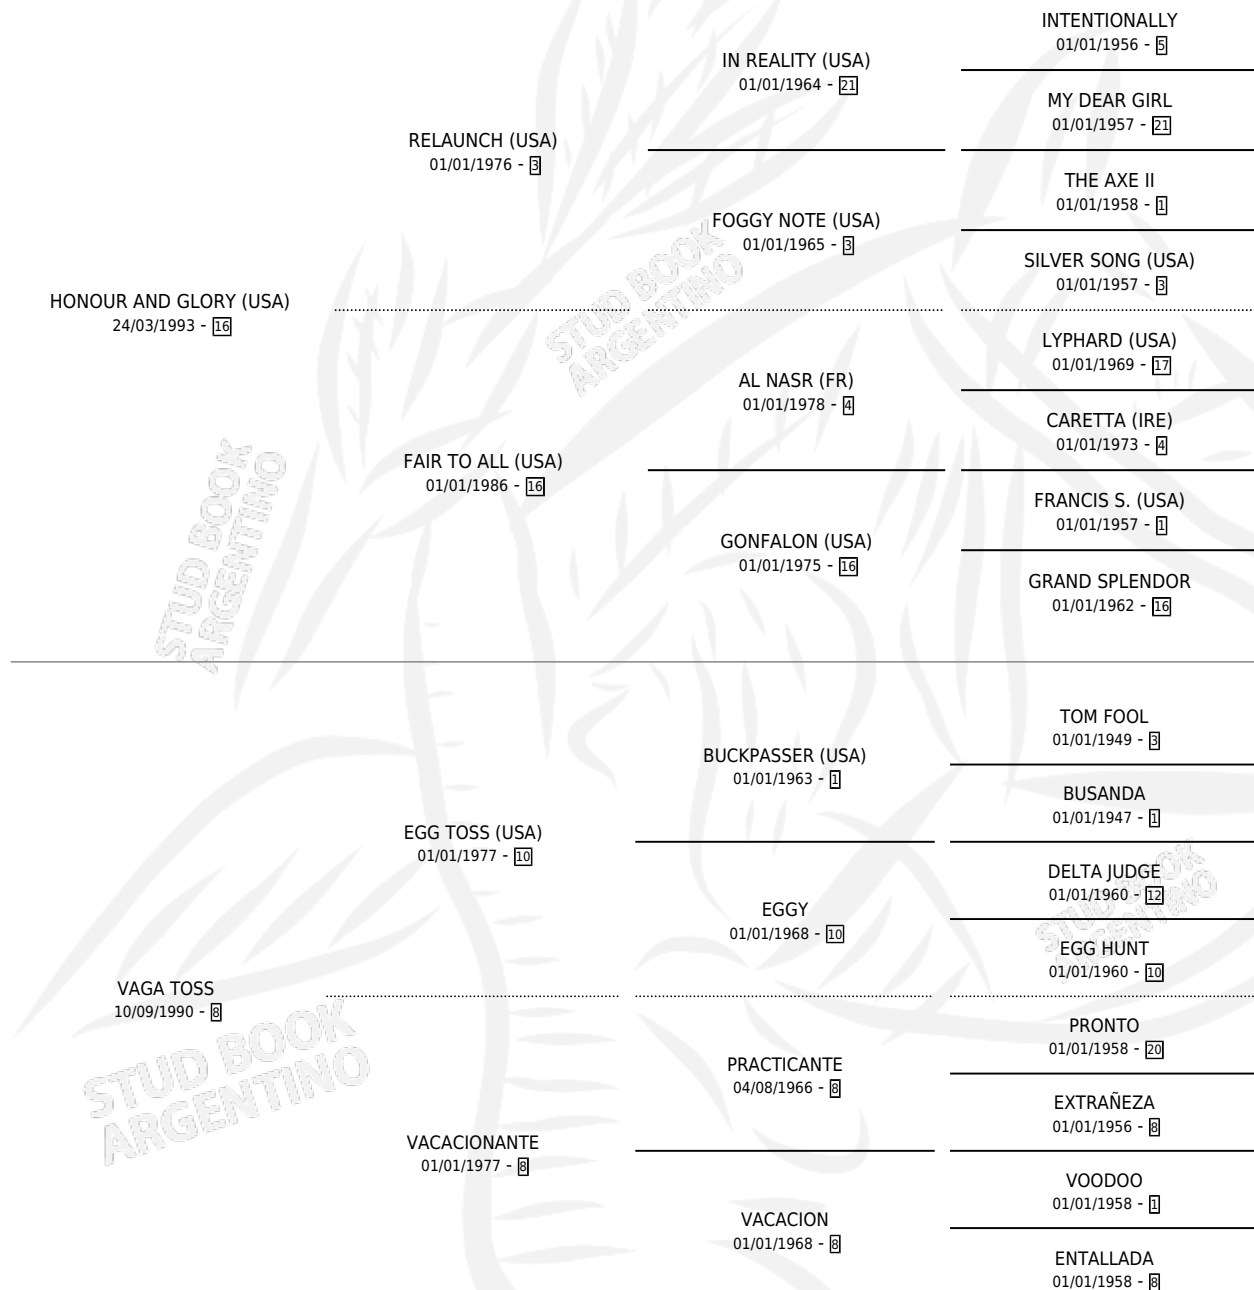 INTENTIONALLY
01/01/1956 - 5
IN REALITY (USA)
01/01/1964 - 21
MY DEAR GIRL
01/01/1957 - 21
RELAUNCH (USA)
01/01/1976 - 3
THE AXE II
01/01/1958 - 1
FOGGY NOTE (USA)
01/01/1965 - 3
SILVER SONG (USA)
01/01/1957 - 3
HONOUR AND GLORY (USA)
24/03/1993 - 16
LYPHARD (USA)
01/01/1969 - 17
AL NASR (FR)
01/01/1978 - 4
CARETTA (IRE)
01/01/1973 - 4
FAIR TO ALL (USA)
01/01/1986 - 16
FRANCIS S. (USA)
01/01/1957 - 1
GONFALON (USA)
01/01/1975 - 16
GRAND SPLENDOR
01/01/1962 - 16
TOM FOOL
01/01/1949 - 3
BUCKPASSER (USA)
01/01/1963 - 1
BUSANDA
01/01/1947 - 1
EGG TOSS (USA)
01/01/1977 - 10
DELTA JUDGE
01/01/1960 - 12
EGGY
01/01/1968 - 10
EGG HUNT
01/01/1960 - 10
VAGA TOSS
10/09/1990 - 8
PRONTO
01/01/1958 - 20
PRACTICANTE
04/08/1966 - 8
EXTRAÑEZA
01/01/1956 - 8
VACACIONANTE
01/01/1977 - 8
VOODOO
01/01/1958 - 1
VACACION
01/01/1968 - 8
ENTALLADA
01/01/1958 - 8
STUD BOOK
ARGENTINO
STUD BOOK
ARGENTINO
STUD BOOK
ARGENTINO
STUD BOOK
ARGENTINO